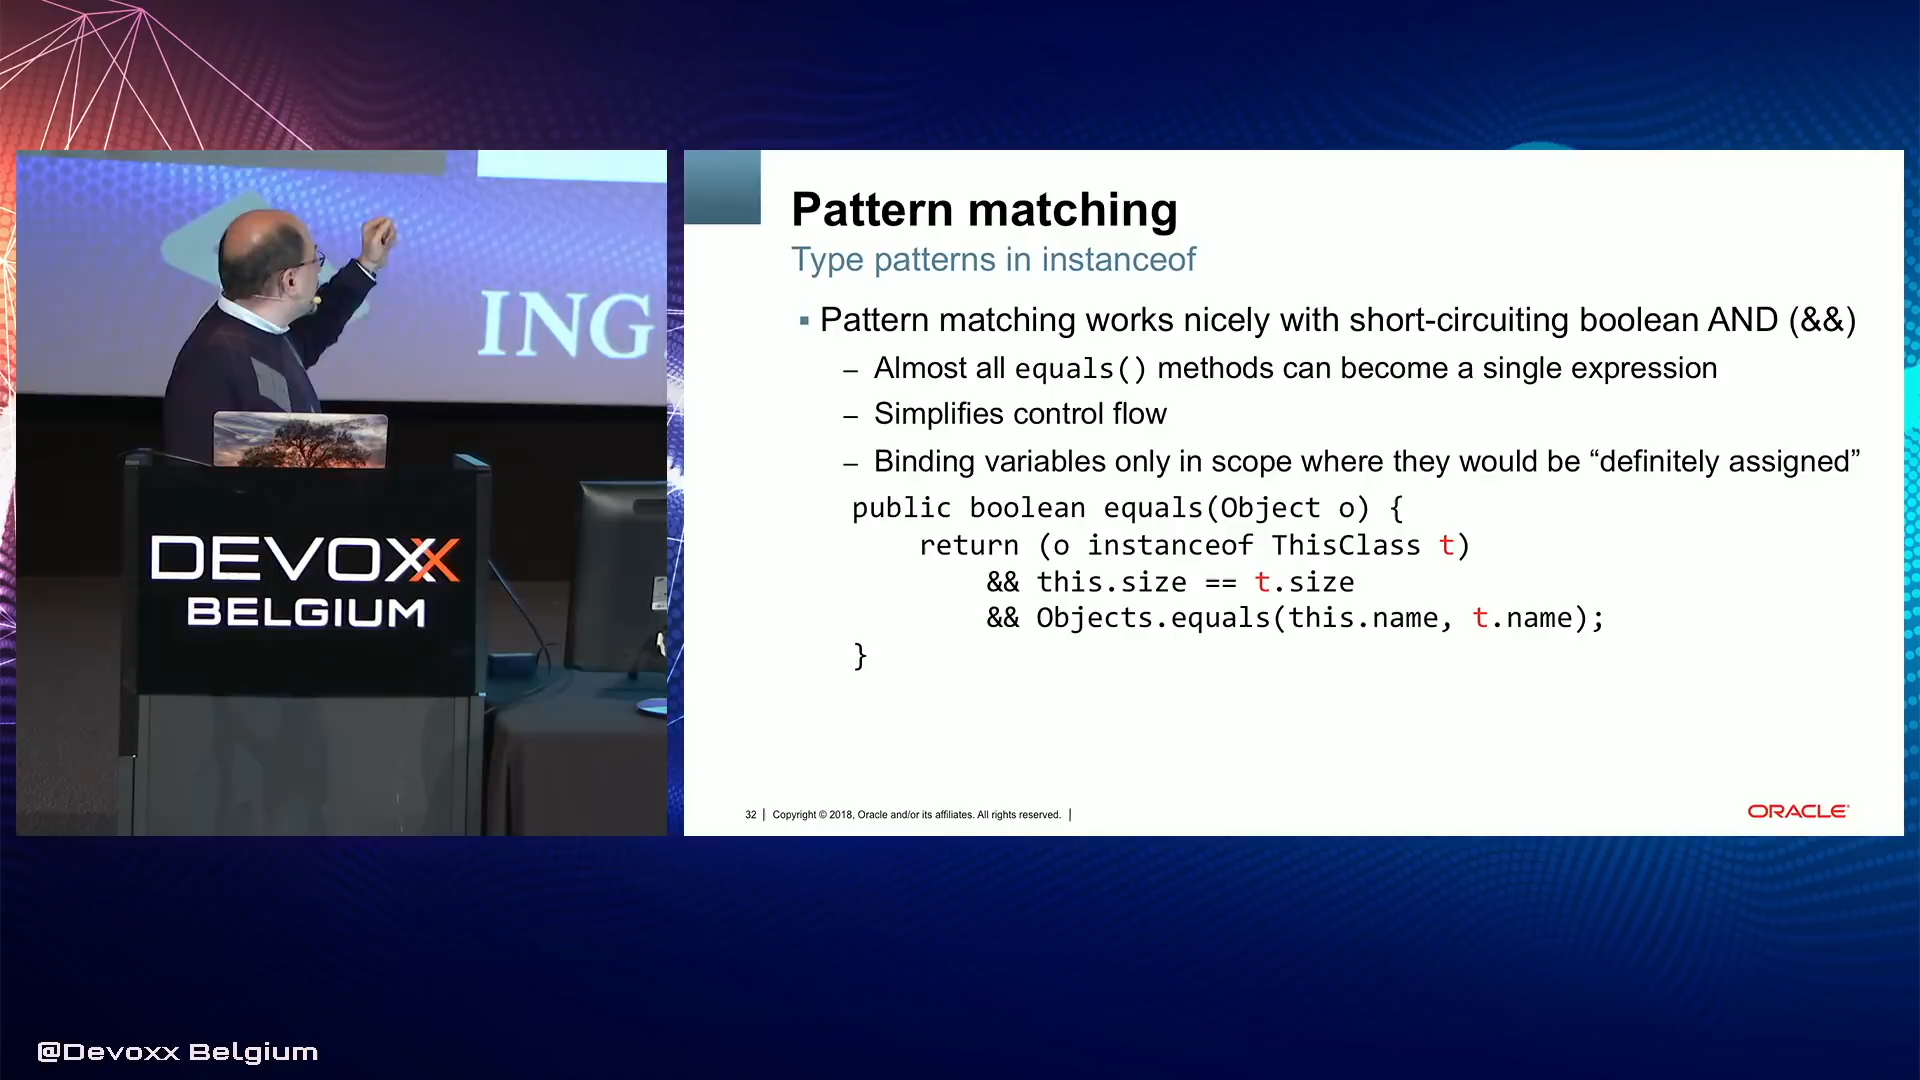 ING
DEVOXX
BELGIUM
Pattern matching
Type patterns in instanceof
▪ Pattern matching works nicely with short-circuiting boolean AND (&&)
– Almost all equals() methods can become a single expression
– Simplifies control flow
– Binding variables only in scope where they would be “definitely assigned”
public boolean equals(Object o) {
return (o instanceof ThisClass t)
&& this.size == t.size
&& Objects.equals(this.name, t.name);
}
32 | Copyright © 2018, Oracle and/or its affiliates. All rights reserved. |
ORACLE®
@Devoxx Belgium